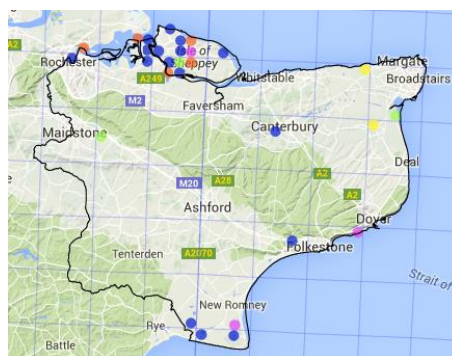 A2
Rochester
Isle of
Sheppey
Margate
A249
Whitstable
Broadstairs
M2
Faversham
Maidstone
Canterbury
Deal
M20
A28
A2
A2
Ashford
Dover
Tenterden
A2070
Folkestone
Strait of
New Romney
Rye
Battle